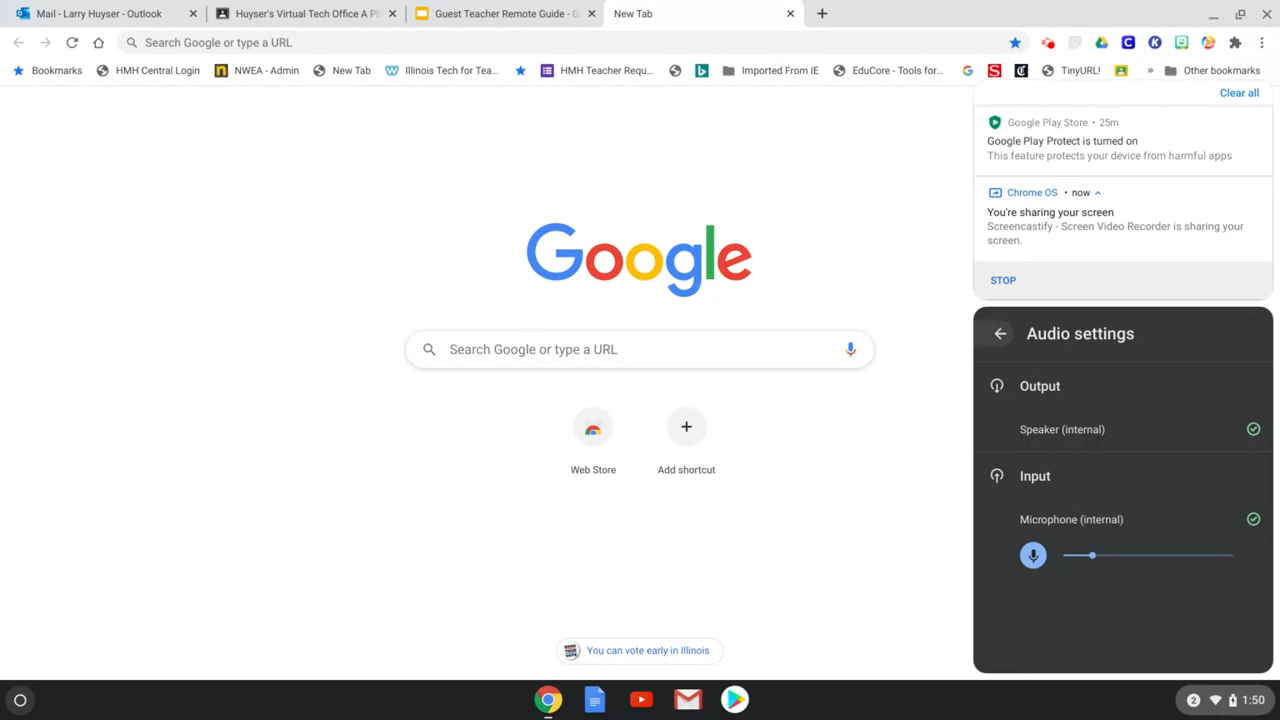 Mail - Larry Huyser - Outlook
Huyser's Virtual Tech Office A Pl
Guest Teacher Remote Guide - G
New Tab
Search Google or type a URL
Bookmarks
HMH Central Login
NWEA - Admin
New Tab
Illinois Tech for Tea...
HMH Teacher Requ...
Imported From IE
EduCore - Tools for...
TinyURL!
»
Other bookmarks
Clear all
Google Play Store • 25m
Google Play Protect is turned on
This feature protects your device from harmful apps
Chrome OS • now
You're sharing your screen
Screencastify - Screen Video Recorder is sharing your
screen.
STOP
Google
Search Google or type a URL
Web Store
Add shortcut
You can vote early in Illinois
Audio settings
Output
Speaker (internal)
Input
Microphone (internal)
2
1:50